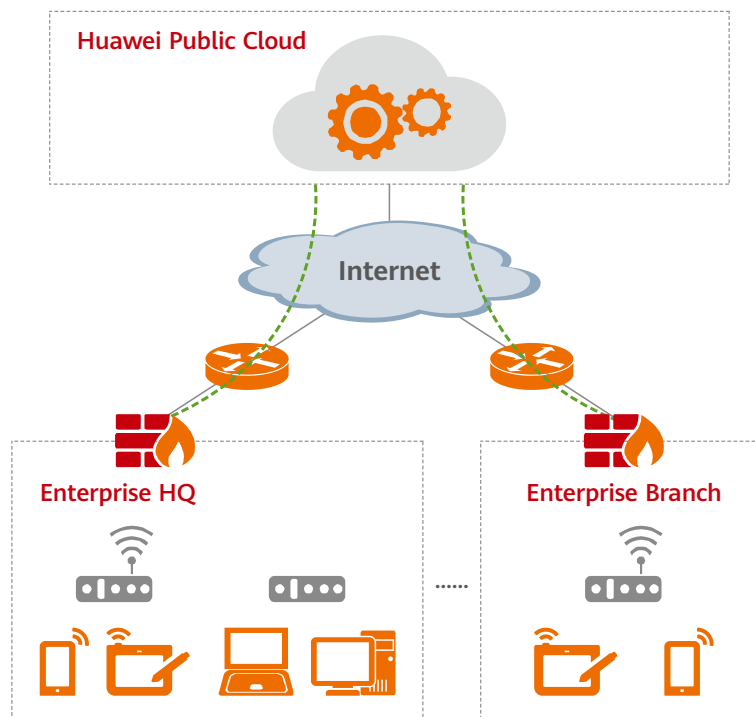 Huawei Public Cloud
Internet
Enterprise HQ
Enterprise Branch
......